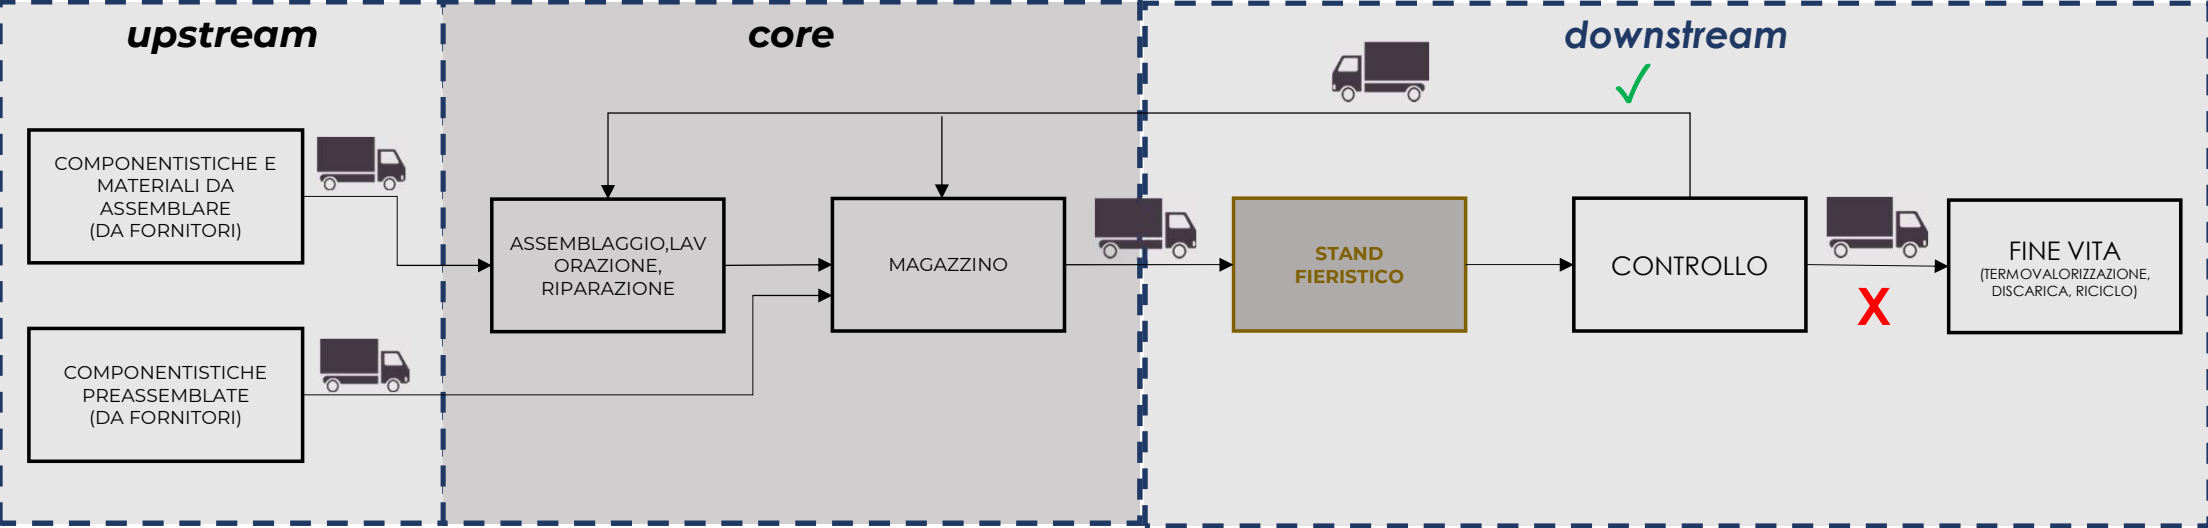 upstream
core
downstream
COMPONENTISTICHE E
MATERIALI DA
ASSEMBLARE
(DA FORNITORI)
COMPONENTISTICHE
PREASSEMBLATE
(DA FORNITORI)
ASSEMBLAGGIO,LAV
ORAZIONE,
RIPARAZIONE
MAGAZZINO
STAND
FIERISTICO
CONTROLLO
X
FINE VITA
(TERMOVALORIZZAZIONE,
DISCARICA, RICICLO)